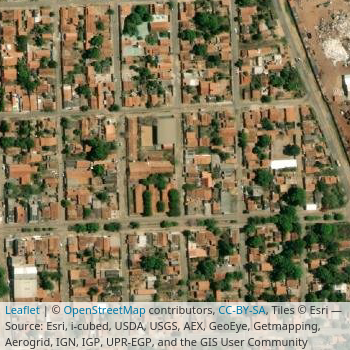 Leaflet | © OpenStreetMap contributors, CC-BY-SA, Tiles © Esri —
Source: Esri, i-cubed, USDA, USGS, AEX, GeoEye, Getmapping,
Aerogrid, IGN, IGP, UPR-EGP, and the GIS User Community